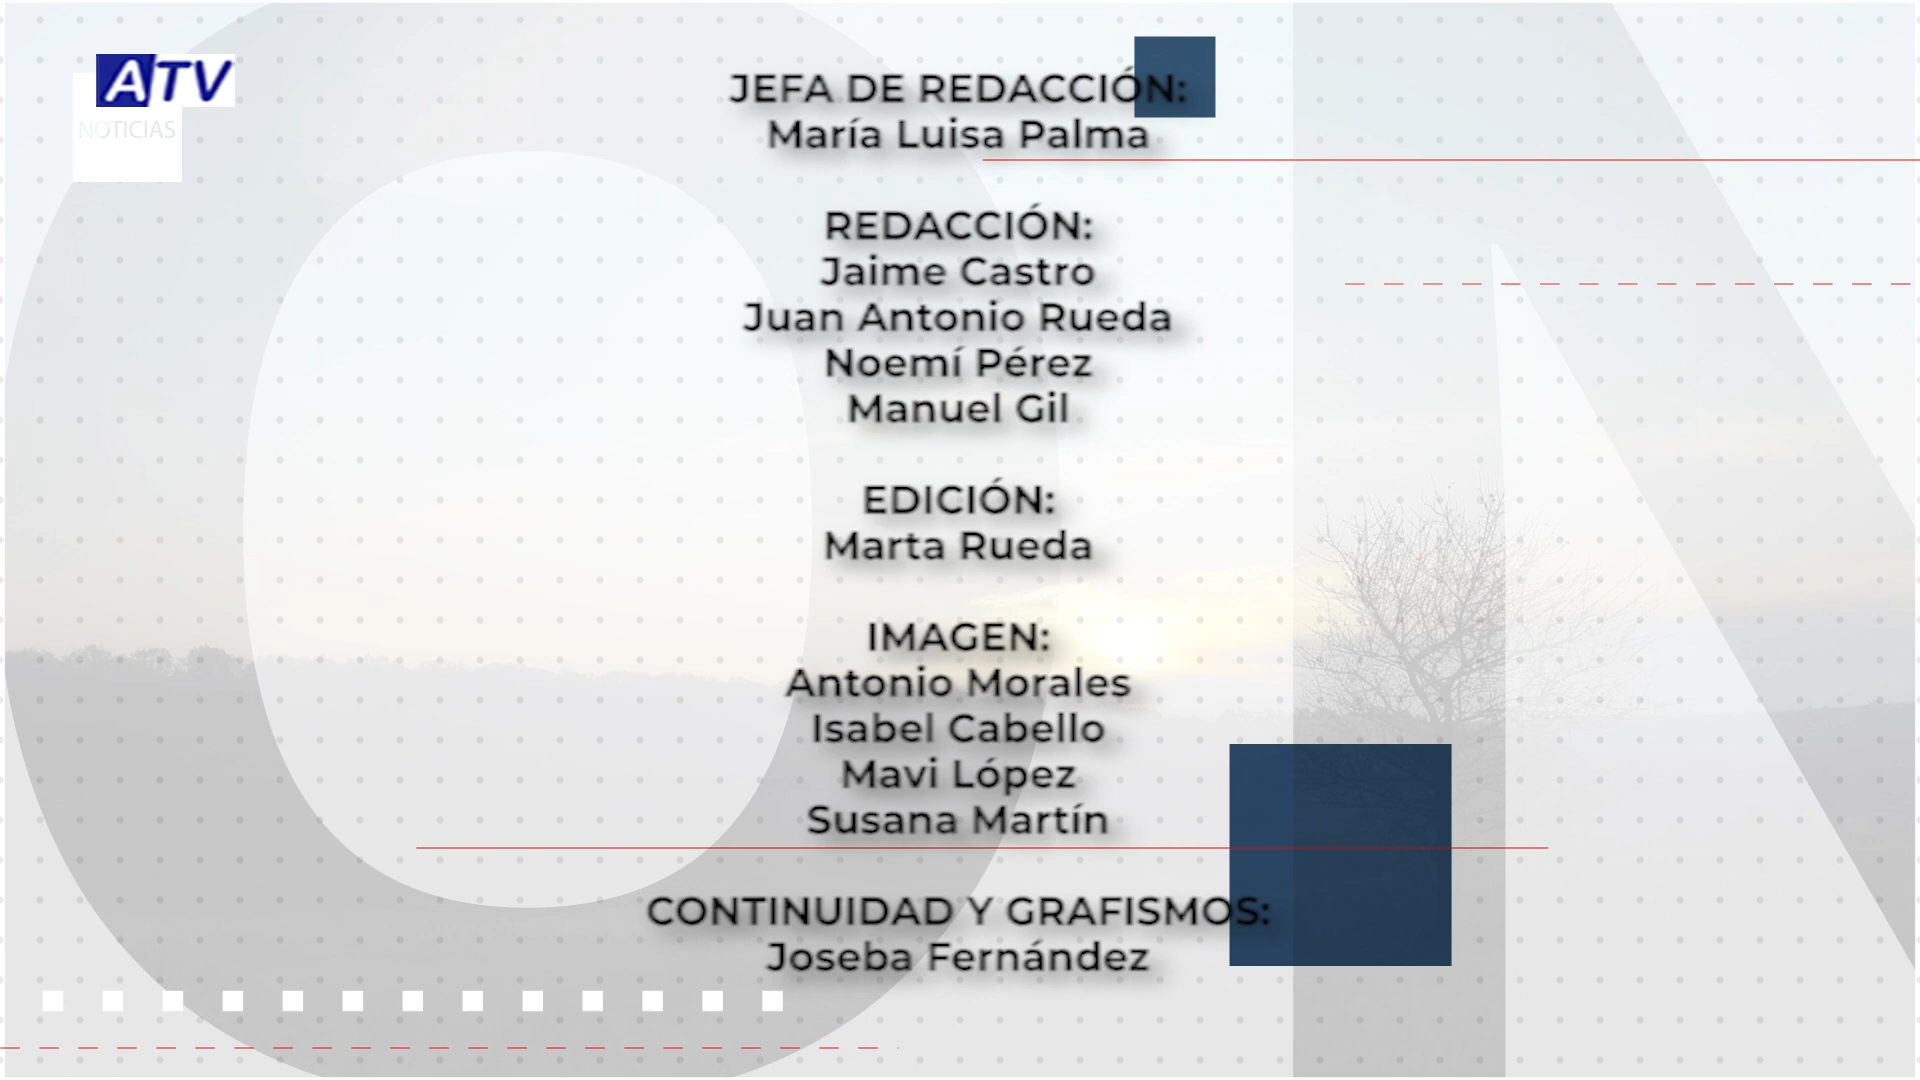 ATV
NOTICIAS
JEFA DE REDACCIÓN:
María Luisa Palma
REDACCIÓN:
Jaime Castro
Juan Antonio Rueda
Noemí Pérez
Manuel Gil
EDICIÓN:
Marta Rueda
IMAGEN:
Antonio Morales
Isabel Cabello
Mavi López
Susana Martín
CONTINUIDAD Y GRAFISMOS:
Joseba Fernández